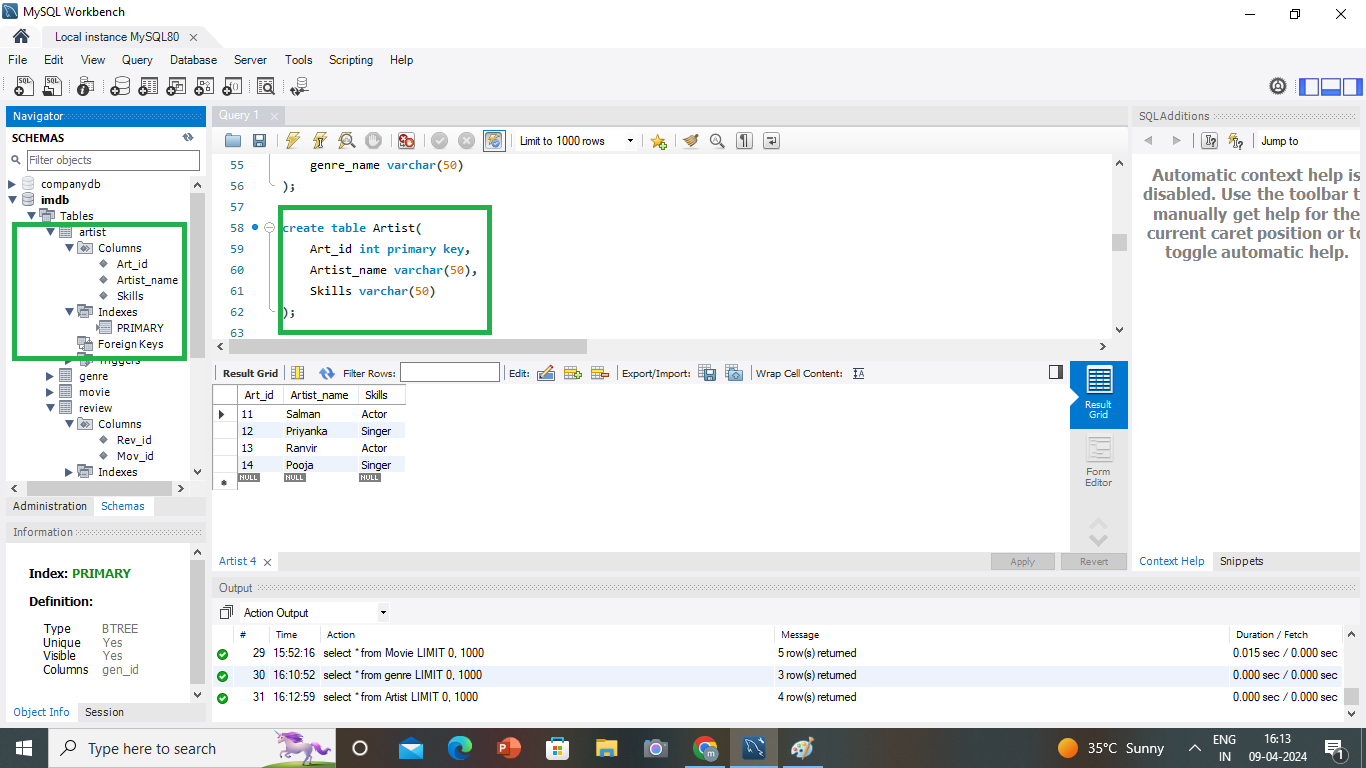 MySQL Workbench
Local instance MySQL80
File Edit View Query Database Server Tools Scripting Help
Navigator
SCHEMAS
Filter objects
companydb
imdb
Tables
artist
Columns
Art_id
Artist_name
Skills
Indexes
PRIMARY
Foreign Keys
Triggers
genre
movie
review
Columns
Rev_id
Mov_id
Indexes
Administration Schemas
Information
Index: PRIMARY
Definition:
Type BTREE
Unique Yes
Visible Yes
Columns gen_id
Object Info Session
Query 1
Limit to 1000 rows
55 genre_name varchar(50)
56 );
57
58 create table Artist(
59 Art_id int primary key,
60 Artist_name varchar(50),
61 Skills varchar(50)
62 );
63
Result Grid Filter Rows: Edit: Export/Import: Wrap Cell Content:
Art_id Artist_name Skills
11 Salman Actor
12 Priyanka Singer
13 Ranvir Actor
14 Pooja Singer
NULL NULL NULL
Result
Grid
Form
Editor
Artist 4
Apply Revert
SQLAdditions
Jump to
Automatic context help is
disabled. Use the toolbar t
manually get help for the
current caret position or to
toggle automatic help.
Context Help Snippets
Output
Action Output
# Time Action Message Duration / Fetch
29 15:52:16 select * from Movie LIMIT 0, 1000 5 row(s) returned 0.015 sec / 0.000 sec
30 16:10:52 select * from genre LIMIT 0, 1000 3 row(s) returned 0.000 sec / 0.000 sec
31 16:12:59 select * from Artist LIMIT 0, 1000 4 row(s) returned 0.000 sec / 0.000 sec
Type here to search
35°C Sunny
ENG
IN
16:13
09-04-2024
1